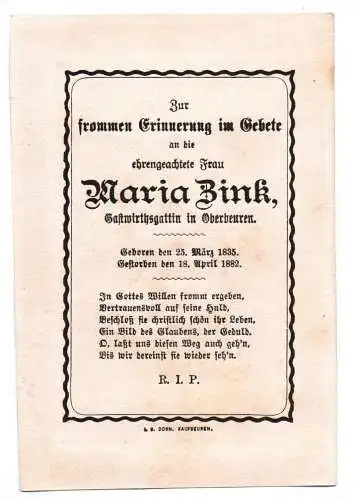 Zur
frommen Erinnerung im Gebete
an die
ehrengeachtete Frau
Maria Zink,
Gastwirthsgattin in Oberbeuren.
Geboren den 25. März 1835.
Gestorben den 18. April 1882.
In Gottes Willen fromm ergeben,
Vertrauensvoll auf seine Huld,
Beschloß sie christlich schön ihr Leben,
Ein Bild des Glaubens, der Geduld.
O, laßt uns diesen Weg auch geh'n,
Bis wir dereinst sie wieder seh'n.
R. I. P.
DORN, KAUFBEUREN.